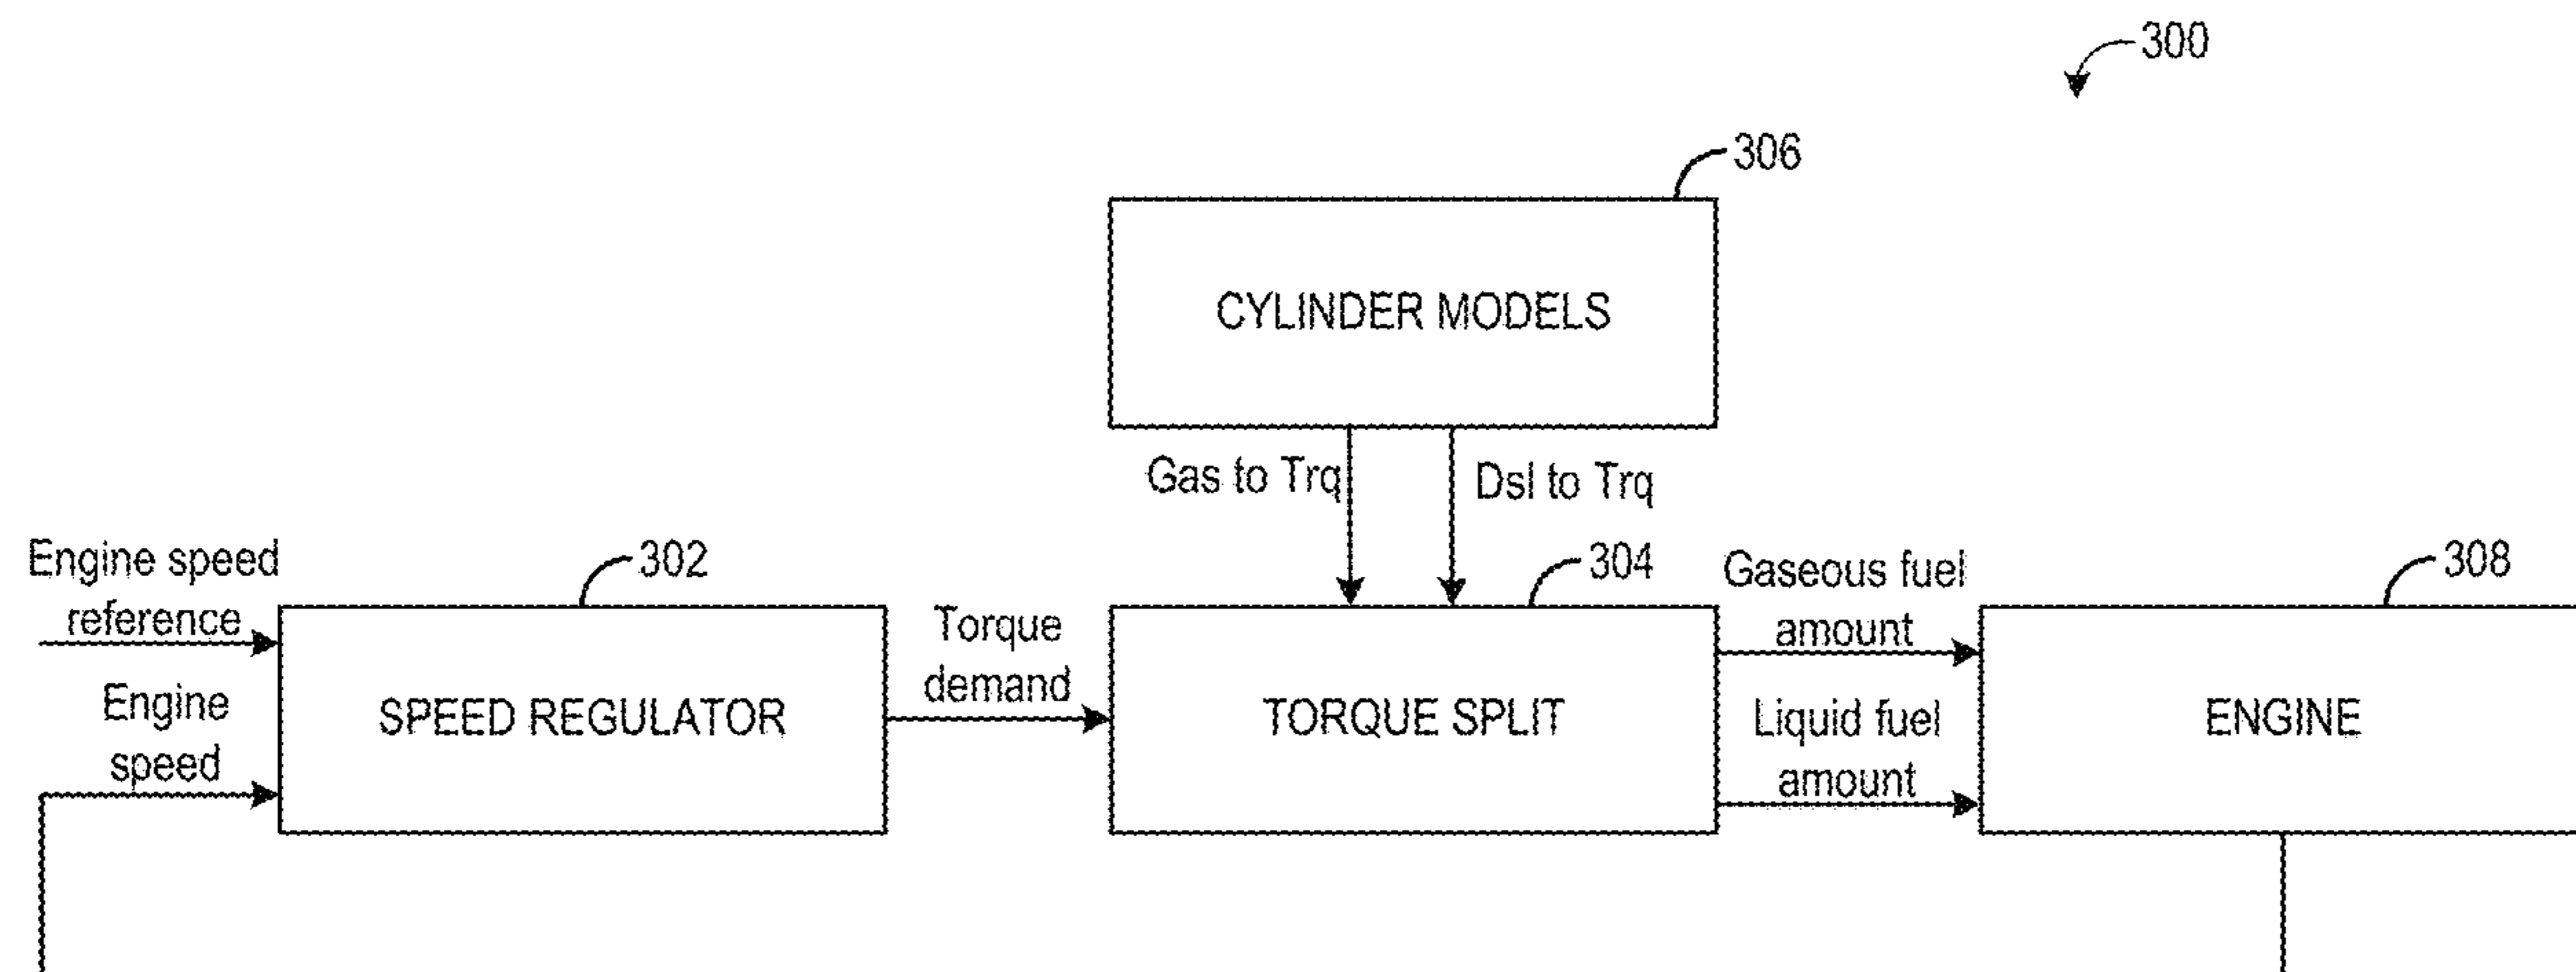 300
306
CYLINDER MODELS
Gas to Trq
Dsl to Trq
Engine speed
reference
302
304
Gaseous fuel
amount
308
Torque
demand
Engine
speed
SPEED REGULATOR
TORQUE SPLIT
Liquid fuel
amount
ENGINE